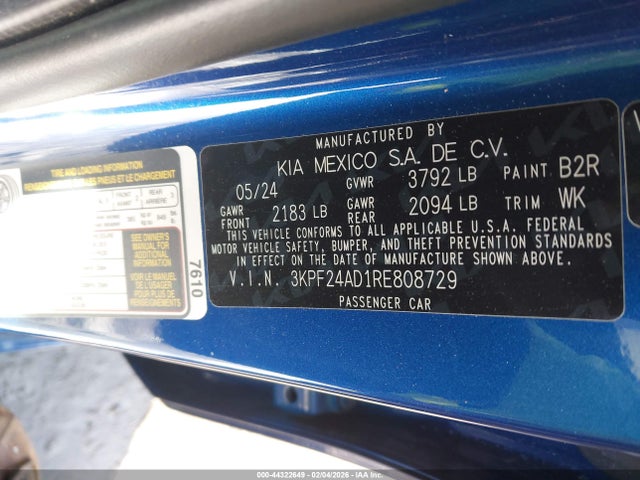 TIRE AND LOADING INFORMATION
SEE OWNER'S
MANUAL FOR
ADDITIONAL
INFORMATION
VOIR LE MANUEL
DE L'USAGER
POUR PLUS DE
RENSEIGNEMENTS
7610
MANUFACTURED BY
KIA MEXICO S.A. DE C.V.
05/24 GVWR 3792 LB PAINT B2R
GAWR FRONT 2183 LB GAWR REAR 2094 LB TRIM WK
THIS VEHICLE CONFORMS TO ALL APPLICABLE U.S.A. FEDERAL
MOTOR VEHICLE SAFETY, BUMPER, AND THEFT PREVENTION STANDARDS
IN EFFECT ON THE DATE OF MANUFACTURE SHOWN ABOVE.
V.I.N. 3KPF24AD1RE808729
PASSENGER CAR
000-44322649 - 02/04/2026 - IAAI.COM